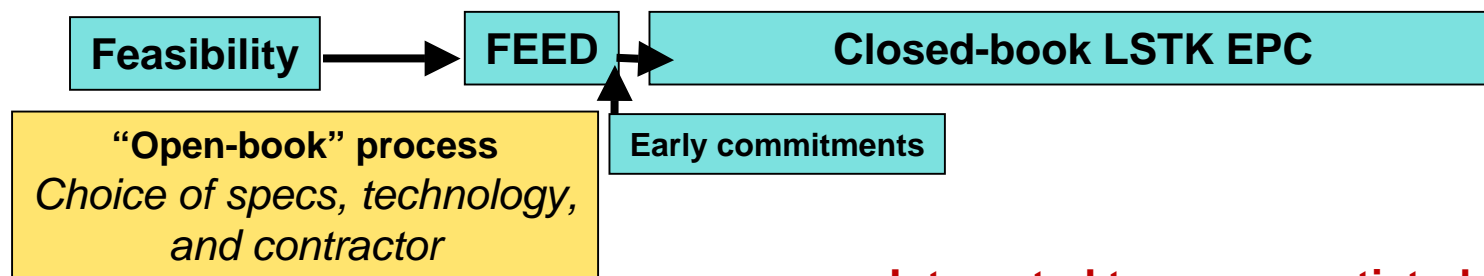 Feasibility
FEED
Closed-book LSTK EPC
“Open-book” process
Choice of specs, technology,
and contractor
Early commitments